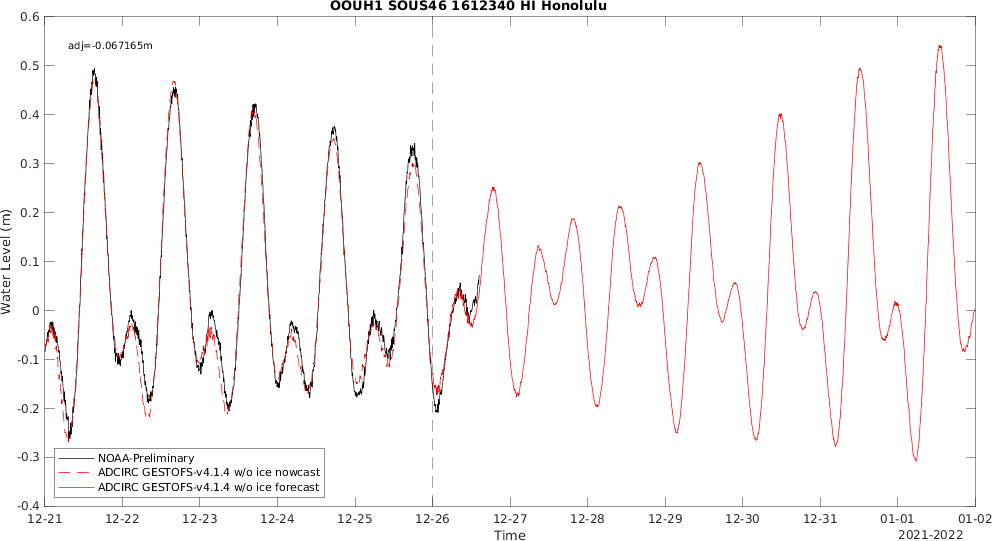 OOUH1 SOUS46 1612340 HI Honolulu
adj=-0.067165m
0.6
0.5
0.4
0.3
0.2
0.1
0
-0.1
-0.2
-0.3
-0.4
Water Level (m)
NOAA-Preliminary
ADCIRC GESTOFS-v4.1.4 w/o ice nowcast
ADCIRC GESTOFS-v4.1.4 w/o ice forecast
12-21 12-22 12-23 12-24 12-25 12-26 12-27 12-28 12-29 12-30 12-31 01-01 01-02
Time
2021-2022